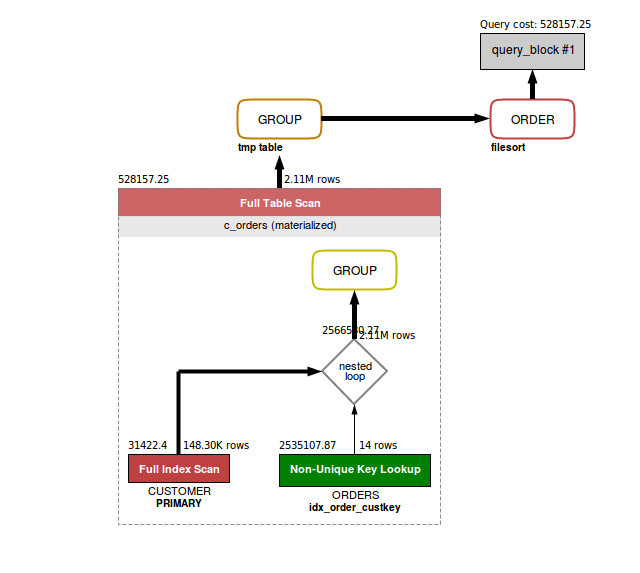 Query cost: 528157.25
query_block #1
GROUP
ORDER
tmp table
filesort
528157.25
2.11M rows
Full Table Scan
c_orders (materialized)
GROUP
2.11M rows
nested
loop
31422.4
148.30K rows
2535107.87
14 rows
Full Index Scan
Non-Unique Key Lookup
CUSTOMER
PRIMARY
ORDERS
idx_order_custkey